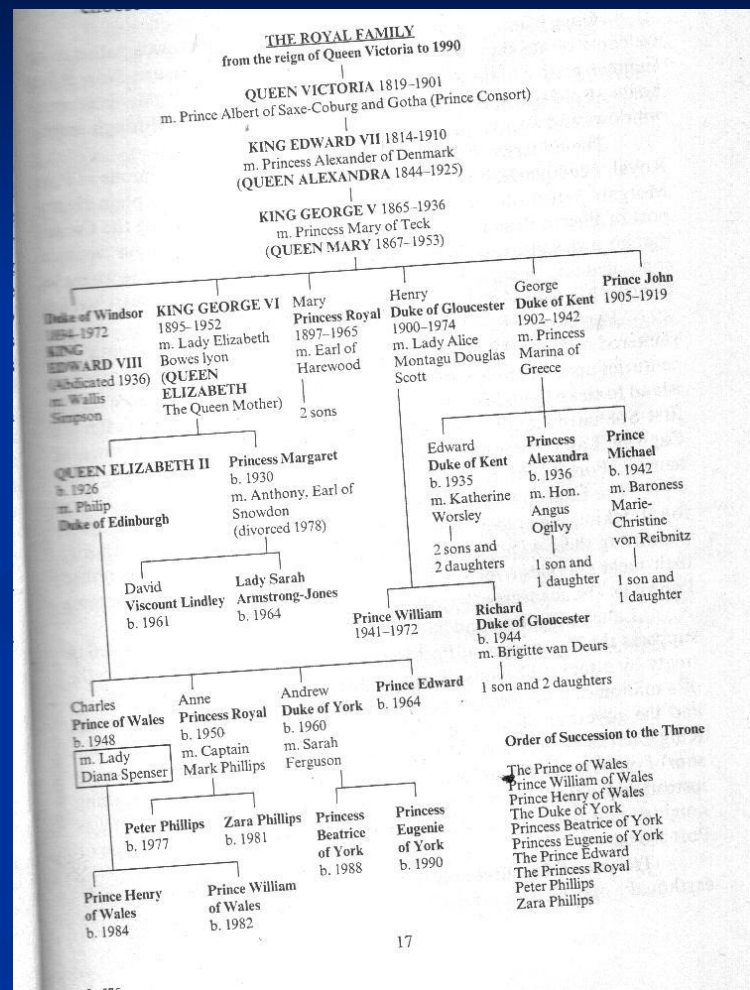 THE ROYAL FAMILY
from the reign of Queen Victoria to 1990
QUEEN VICTORIA 1819-1901
m. Prince Albert of Saxe-Coburg and Gotha (Prince Consort)
KING EDWARD VII 1814-1910
m. Princess Alexander of Denmark
(QUEEN ALEXANDRA 1844-1925)
KING GEORGE V 1865-1936
m. Princess Mary of Teck
(QUEEN MARY 1867-1953)
Duke of Windsor
1894-1972
KING
EDWARD VIII
(Abdicated 1936)
m. Wallis
Simpson
KING GEORGE VI
1895-1952
m. Lady Elizabeth
Bowes lyon
(QUEEN
ELIZABETH
The Queen Mother)
Mary
Princess Royal
1897-1965
m. Earl of
Harewood
2 sons
Henry
Duke of Gloucester
1900-1974
m. Lady Alice
Montagu Douglas
Scott
George
Duke of Kent
1902-1942
m. Princess
Marina of
Greece
Prince John
1905-1919
QUEEN ELIZABETH II
b. 1926
m. Philip
Duke of Edinburgh
Princess Margaret
b. 1930
m. Anthony, Earl of
Snowdon
(divorced 1978)
Edward
Duke of Kent
b. 1935
m. Katherine
Worsley
2 sons and
2 daughters
Princess
Alexandra
b. 1936
m. Hon.
Angus
Ogilvy
1 son and
1 daughter
Prince
Michael
b. 1942
m. Baroness
Marie-
Christine
von Reibnitz
1 son and
1 daughter
David
Viscount Lindley
b. 1961
Lady Sarah
Armstrong-Jones
b. 1964
Prince William
1941-1972
Richard
Duke of Gloucester
b. 1944
m. Brigitte van Deurs
1 son and 2 daughters
Charles
Prince of Wales
b. 1948
m. Lady
Diana Spenser
Anne
Princess Royal
b. 1950
m. Captain
Mark Phillips
Andrew
Duke of York
b. 1960
m. Sarah
Ferguson
Prince Edward
b. 1964
Peter Phillips
b. 1977
Zara Phillips
b. 1981
Princess
Beatrice
of York
b. 1988
Princess
Eugenie
of York
b. 1990
Prince Henry
of Wales
b. 1984
Prince William
of Wales
b. 1982
Order of Succession to the Throne
The Prince of Wales
Prince William of Wales
Prince Henry of Wales
The Duke of York
Princess Beatrice of York
Princess Eugenie of York
The Prince Edward
The Princess Royal
Peter Phillips
Zara Phillips
17